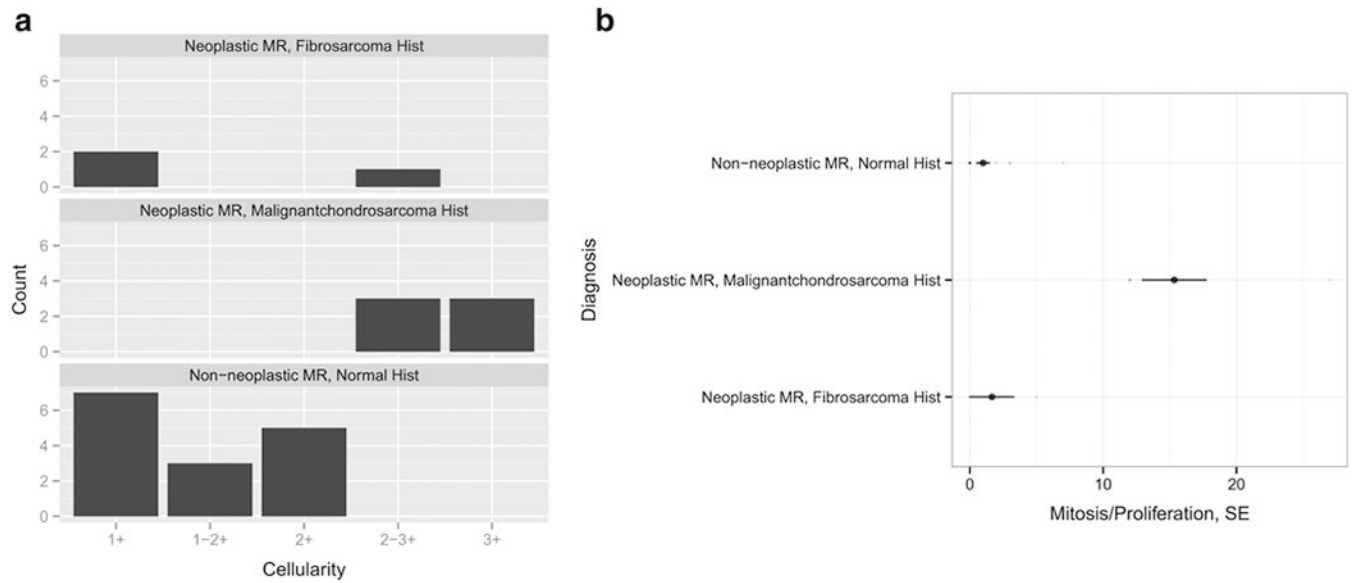 a
Neoplastic MR, Fibrosarcoma Hist
6
4
2
0
Neoplastic MR, Malignantchondrosarcoma Hist
6
4
2
0
Non-neoplastic MR, Normal Hist
6
4
2
0
1+ 1-2+ 2+ 2-3+ 3+
Count
Cellularity
b
Non-neoplastic MR, Normal Hist
Neoplastic MR, Malignantchondrosarcoma Hist
Neoplastic MR, Fibrosarcoma Hist
Diagnosis
0 10 20
Mitosis/Proliferation, SE